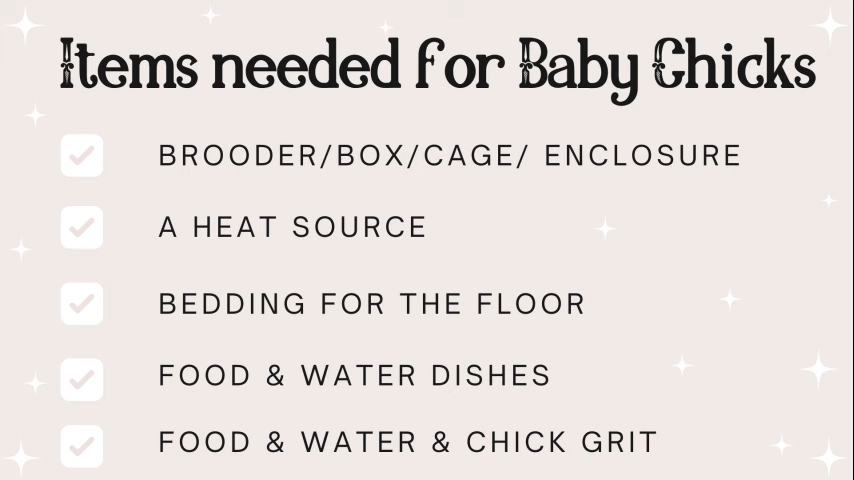 Items needed for Baby Chicks
BROODER/BOX/CAGE/ ENCLOSURE
A HEAT SOURCE
BEDDING FOR THE FLOOR
FOOD & WATER DISHES
FOOD & WATER & CHICK GRIT